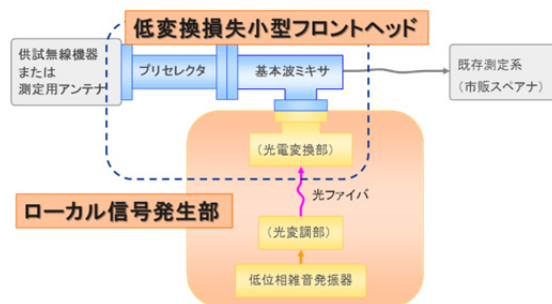 低変換損失小型フロントヘッド
供試無線機器
または
測定用アンテナ
プリセレクタ
基本波ミキサ
既存測定系
(市販スペアナ)
(光電変換部)
光ファイバ
ローカル信号発生部
(光変調部)
低位相雑音発振器